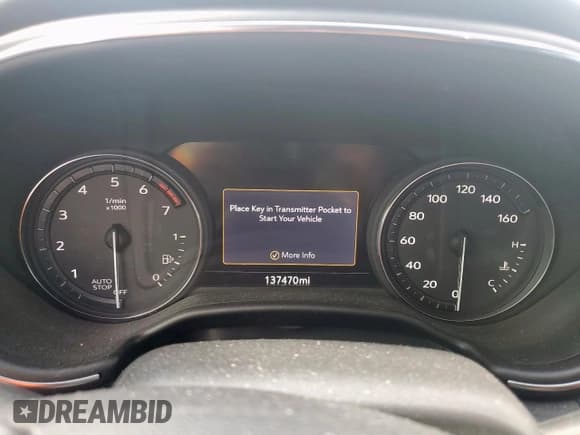 1/min
x1000
1
2
3
4
5
6
7
AUTO
STOP
OFF
1
0
Place Key in Transmitter Pocket to
Start Your Vehicle
More Info
137470mi
0
20
40
60
80
100
120
140
160
H
C
DREAMBID